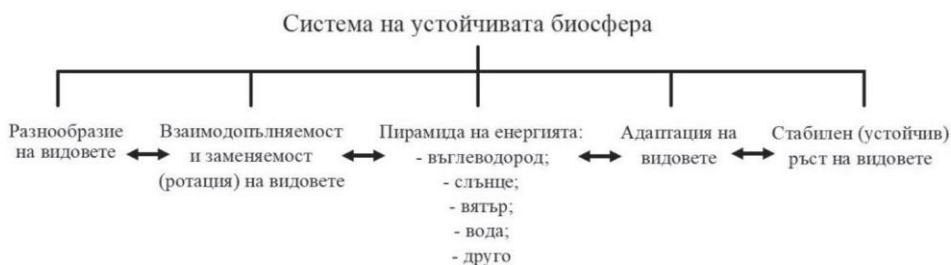 Система на устойчивата биосфера
Разнообразие
на видовете
Взаимодопълняемост
и заменяемост
(ротация) на видовете
Пирамида на енергията:
- въглеводород;
- слънце;
- вятър;
- вода;
- друго
Адаптация на
видовете
Стабилен (устойчив)
ръст на видовете